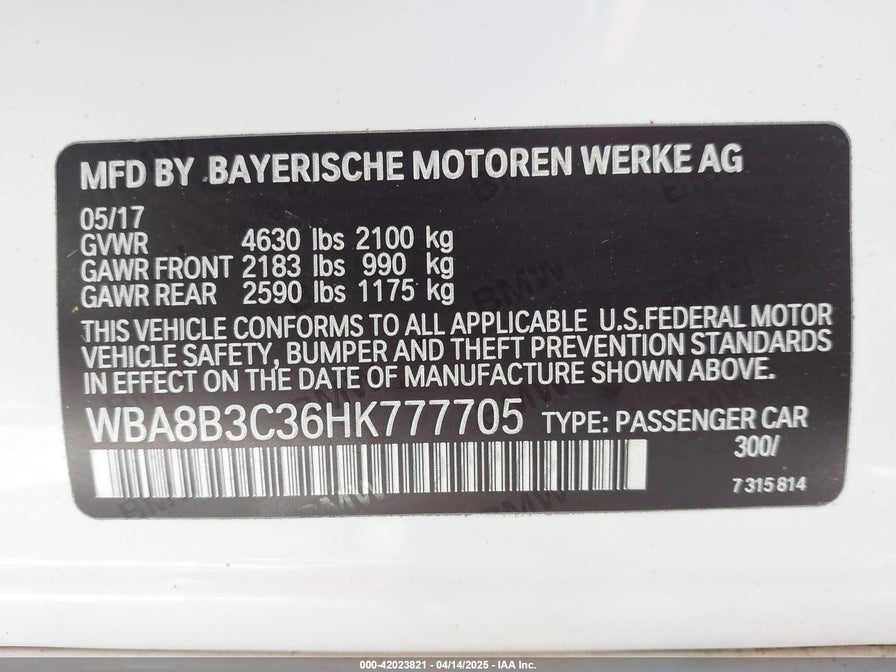 MFD BY BAYERISCHE MOTOREN WERKE AG
05/17
GVWR 4630 lbs 2100 kg
GAWR FRONT 2183 lbs 990 kg
GAWR REAR 2590 lbs 1175 kg
THIS VEHICLE CONFORMS TO ALL APPLICABLE U.S.FEDERAL MOTOR
VEHICLE SAFETY, BUMPER AND THEFT PREVENTION STANDARDS
IN EFFECT ON THE DATE OF MANUFACTURE SHOWN ABOVE.
WBA8B3C36HK777705 TYPE: PASSENGER CAR
300/
7 315 814
000-42023821 - 04/14/2025 - IAA Inc.